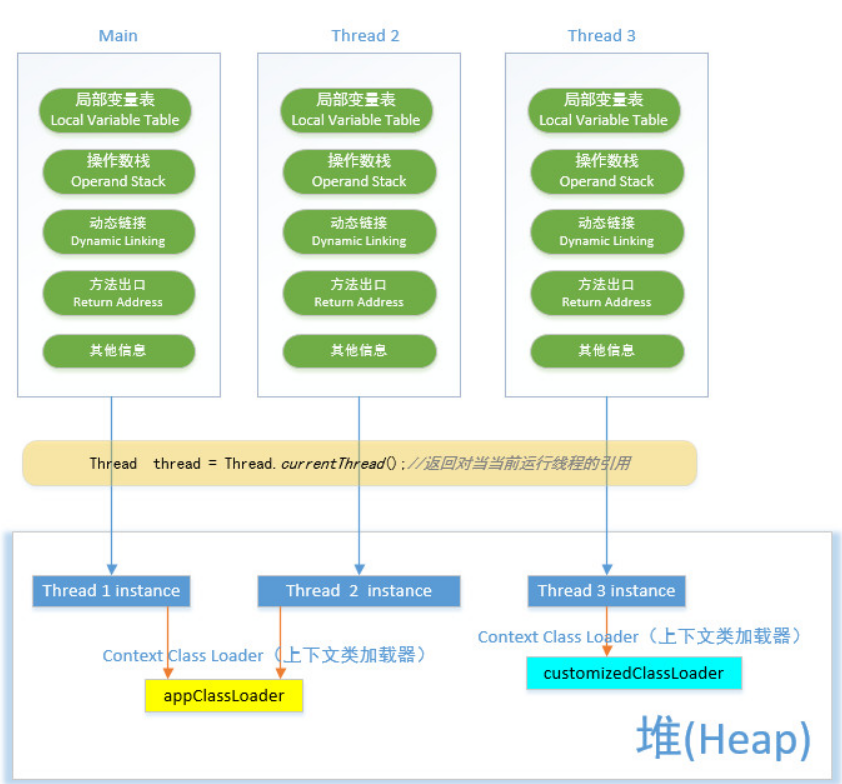 Main
Thread 2
Thread 3
局部变量表
Local Variable Table
局部变量表
Local Variable Table
局部变量表
Local Variable Table
操作数栈
Operand Stack
操作数栈
Operand Stack
操作数栈
Operand Stack
动态链接
Dynamic Linking
动态链接
Dynamic Linking
动态链接
Dynamic Linking
方法出口
Return Address
方法出口
Return Address
方法出口
Return Address
其他信息
其他信息
其他信息
Thread thread = Thread.currentThread();//返回对当当前运行线程的引用
Thread 1 instance
Thread 2 instance
Thread 3 instance
Context Class Loader（上下文类加载器）
Context Class Loader（上下文类加载器）
appClassLoader
customizedClassLoader
堆(Heap)